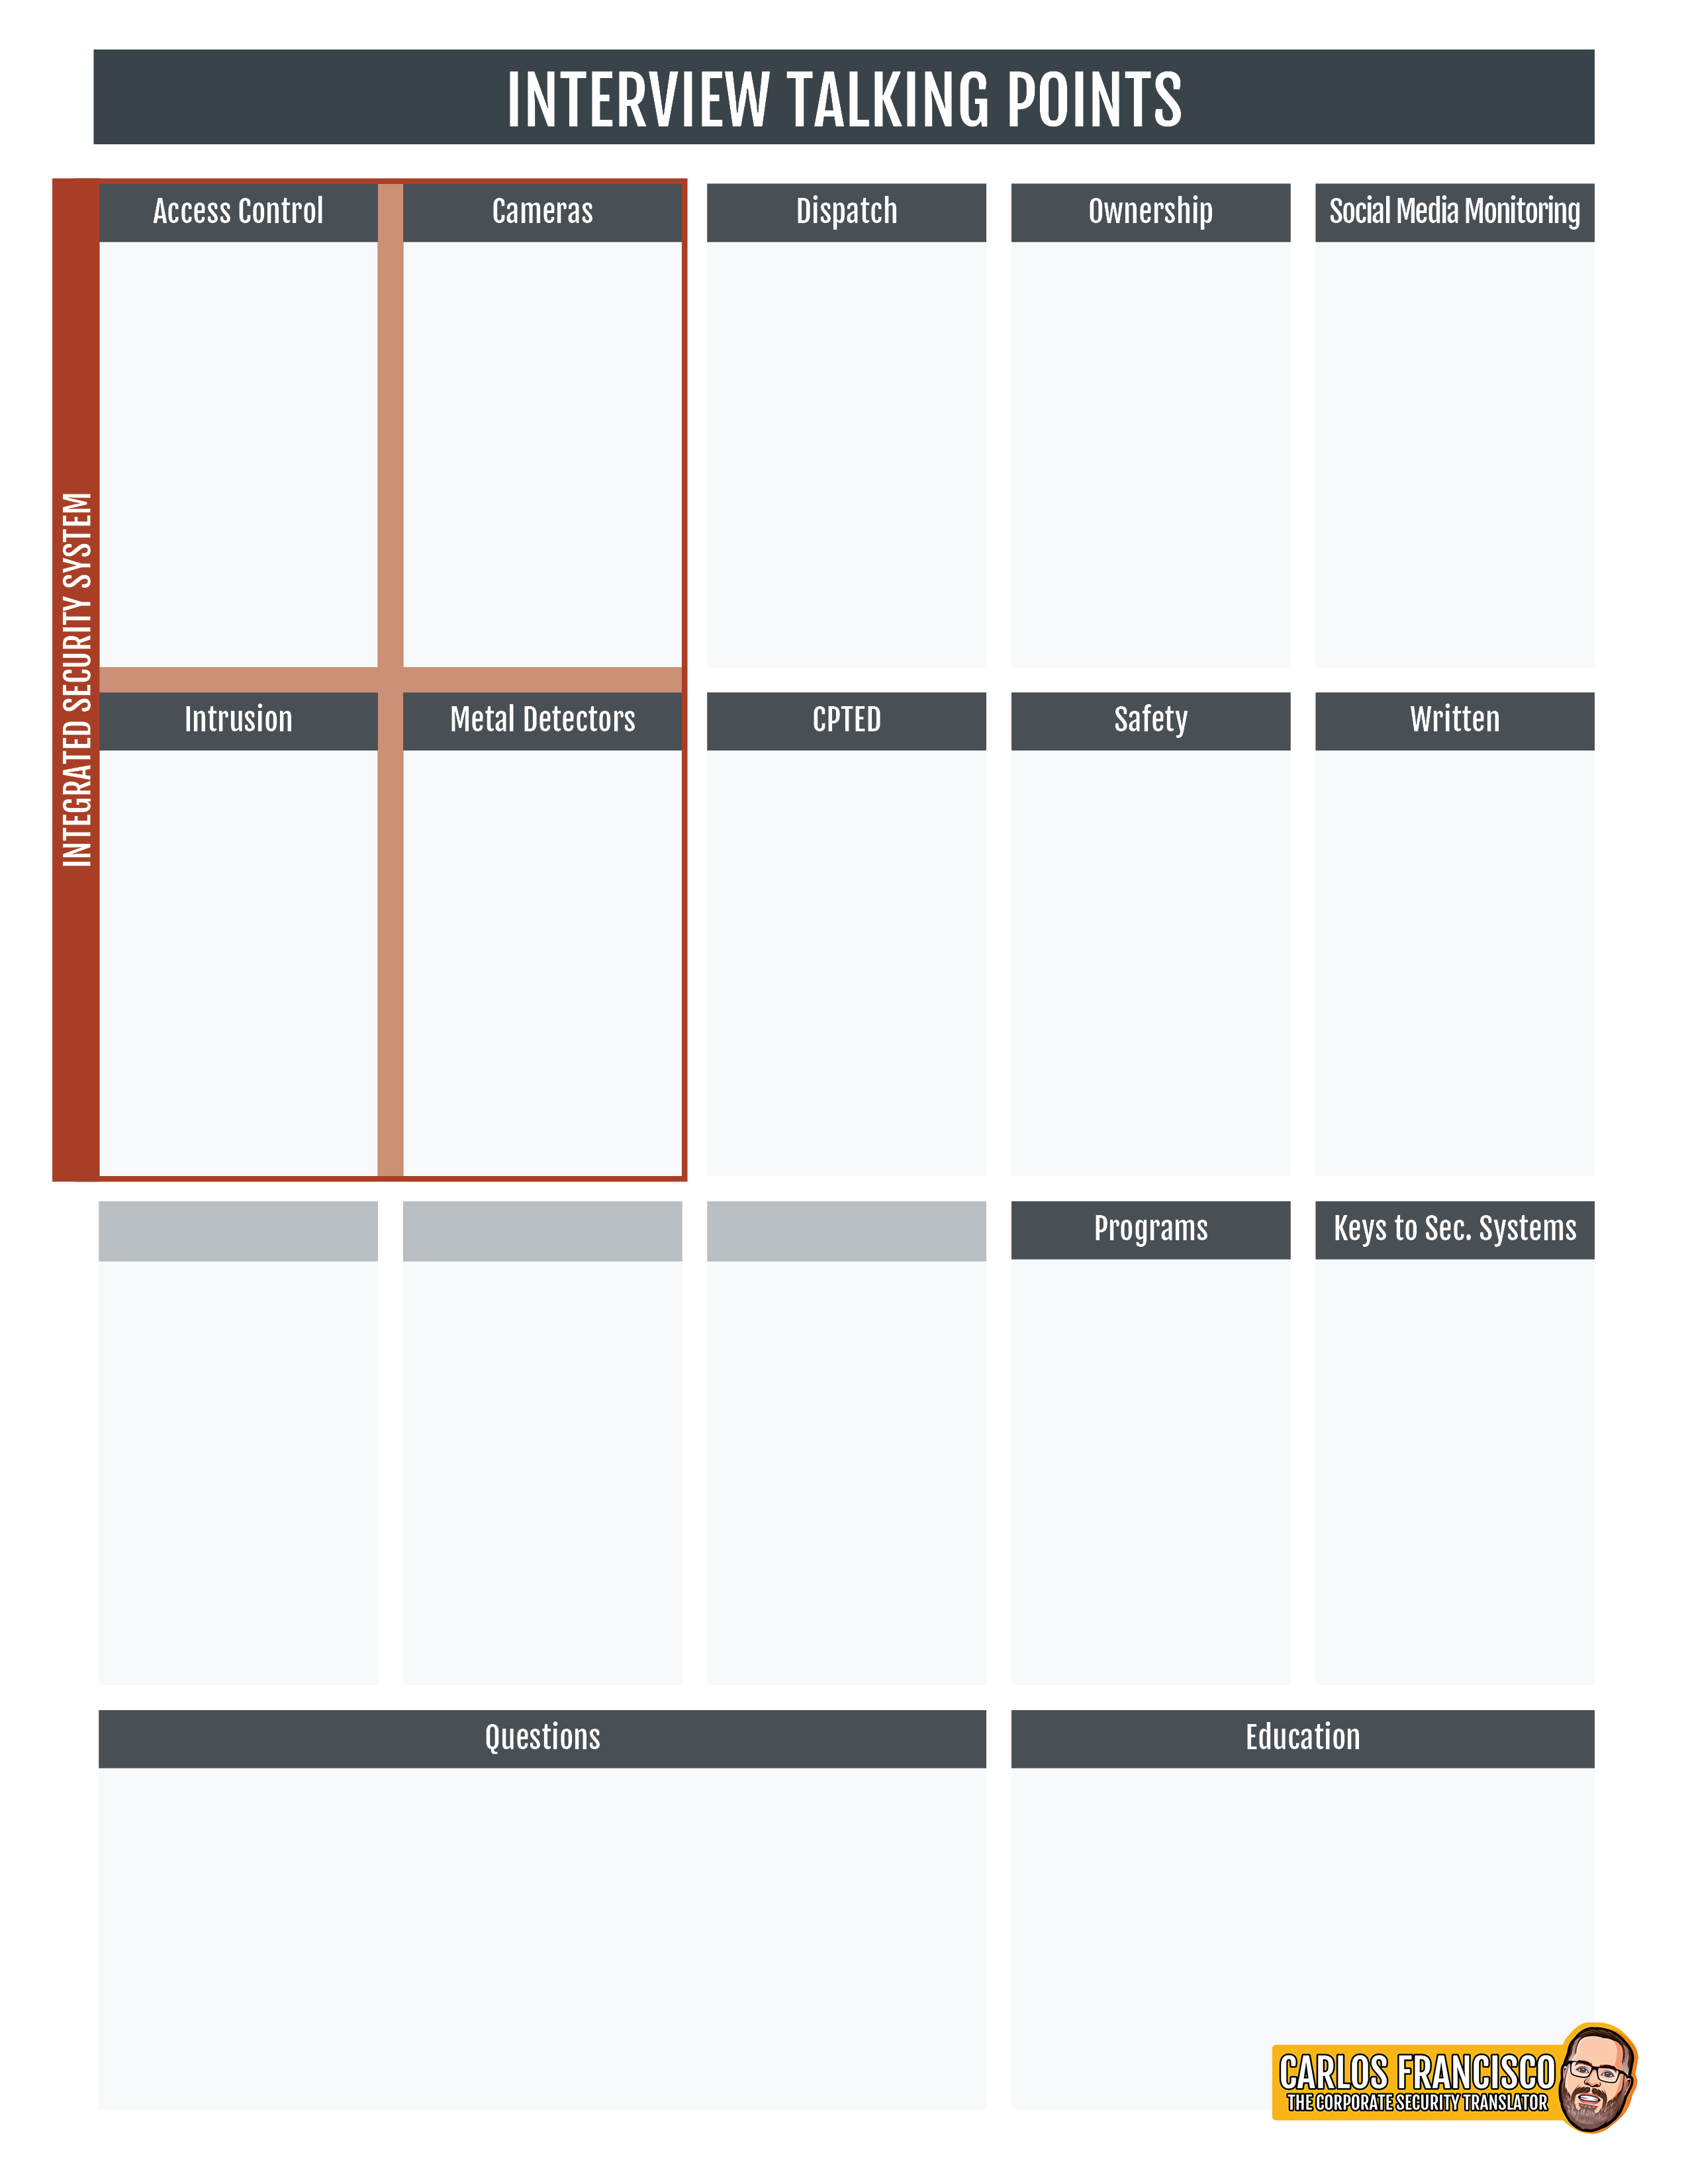 INTERVIEW TALKING POINTS
INTEGRATED SECURITY SYSTEM
Access Control
Cameras
Dispatch
Ownership
Social Media Monitoring
Intrusion
Metal Detectors
CPTED
Safety
Written
Programs
Keys to Sec. Systems
Questions
Education
CARLOS FRANCISCO
THE CORPORATE SECURITY TRANSLATOR